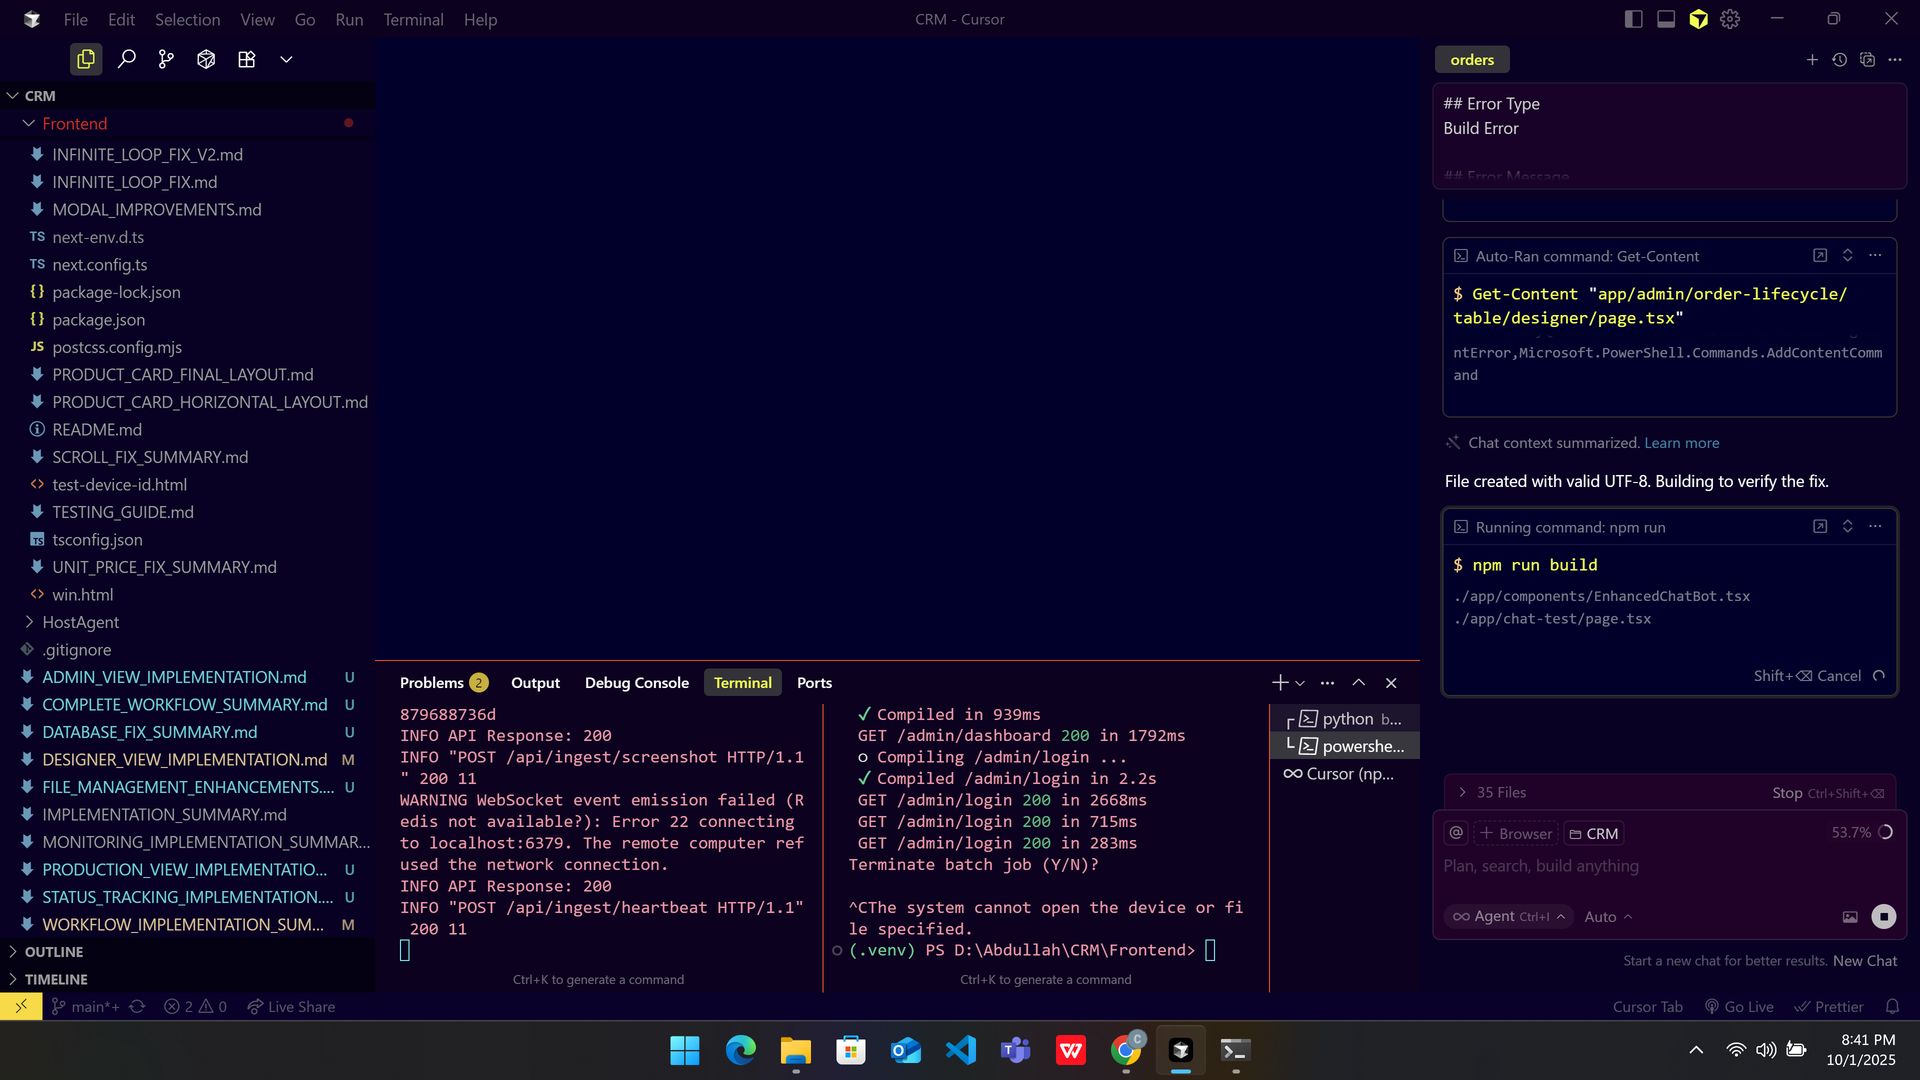 File Edit Selection View Go Run Terminal Help
CRM - Cursor
CRM
Frontend
INFINITE_LOOP_FIX_V2.md
INFINITE_LOOP_FIX.md
MODAL_IMPROVEMENTS.md
TS next-env.d.ts
TS next.config.ts
{} package-lock.json
{} package.json
JS postcss.config.mjs
PRODUCT_CARD_FINAL_LAYOUT.md
PRODUCT_CARD_HORIZONTAL_LAYOUT.md
README.md
SCROLL_FIX_SUMMARY.md
<> test-device-id.html
TESTING_GUIDE.md
TS tsconfig.json
UNIT_PRICE_FIX_SUMMARY.md
<> win.html
HostAgent
.gitignore
ADMIN_VIEW_IMPLEMENTATION.md U
COMPLETE_WORKFLOW_SUMMARY.md U
DATABASE_FIX_SUMMARY.md U
DESIGNER_VIEW_IMPLEMENTATION.md M
FILE_MANAGEMENT_ENHANCEMENTS.... U
IMPLEMENTATION_SUMMARY.md
MONITORING_IMPLEMENTATION_SUMMAR...
PRODUCTION_VIEW_IMPLEMENTATIO... U
STATUS_TRACKING_IMPLEMENTATION.... U
WORKFLOW_IMPLEMENTATION_SUM... M
OUTLINE
TIMELINE
Problems 2 Output Debug Console Terminal Ports
879688736d
INFO API Response: 200
INFO "POST /api/ingest/screenshot HTTP/1.1
" 200 11
WARNING WebSocket event emission failed (R
edis not available?): Error 22 connecting
to localhost:6379. The remote computer ref
used the network connection.
INFO API Response: 200
INFO "POST /api/ingest/heartbeat HTTP/1.1"
200 11
Ctrl+K to generate a command
✓ Compiled in 939ms
GET /admin/dashboard 200 in 1792ms
○ Compiling /admin/login ...
✓ Compiled /admin/login in 2.2s
GET /admin/login 200 in 2668ms
GET /admin/login 200 in 715ms
GET /admin/login 200 in 283ms
Terminate batch job (Y/N)?
^CThe system cannot open the device or fi
le specified.
(.venv) PS D:\Abdullah\CRM\Frontend>
Ctrl+K to generate a command
python b...
powershe...
Cursor (np...
orders
## Error Type
Build Error
## Error Message
Auto-Ran command: Get-Content
$ Get-Content "app/admin/order-lifecycle/
table/designer/page.tsx"
ntError,Microsoft.PowerShell.Commands.AddContentComm
and
Chat context summarized. Learn more
File created with valid UTF-8. Building to verify the fix.
Running command: npm run
$ npm run build
./app/components/EnhancedChatBot.tsx
./app/chat-test/page.tsx
Shift+⌫ Cancel
35 Files Stop Ctrl+Shift+⌫
@ + Browser CRM 53.7%
Plan, search, build anything
∞ Agent Ctrl+I Auto
Start a new chat for better results. New Chat
main*+ 2 0 Live Share
Cursor Tab Go Live Prettier
C
T
W
8:41 PM
10/1/2025